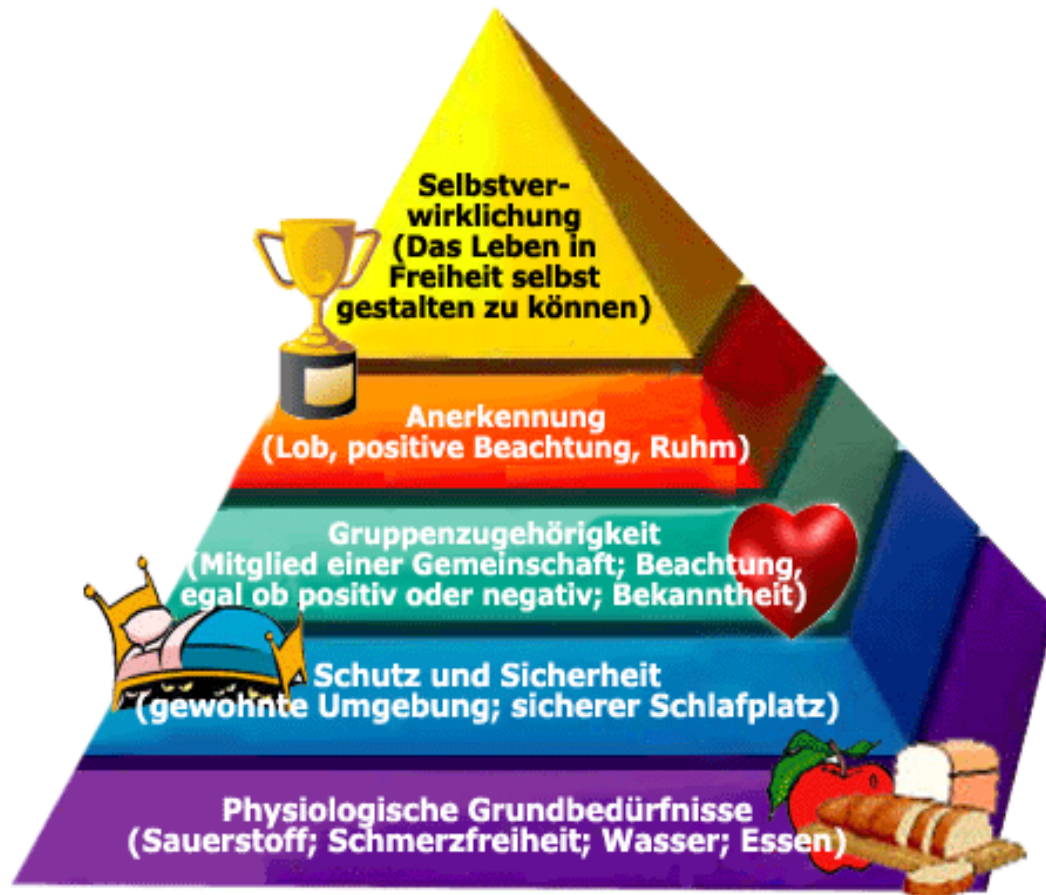 Selbstver-
wirklichung
(Das Leben in
Freiheit selbst
gestalten zu können)
Anerkennung
(Lob, positive Beachtung, Ruhm)
Gruppenzugehörigkeit
(Mitglied einer Gemeinschaft; Beachtung,
egal ob positiv oder negativ; Bekanntheit)
Schutz und Sicherheit
(gewohnte Umgebung; sicherer Schlafplatz)
Physiologische Grundbedürfnisse
(Sauerstoff; Schmerzfreiheit; Wasser; Essen)